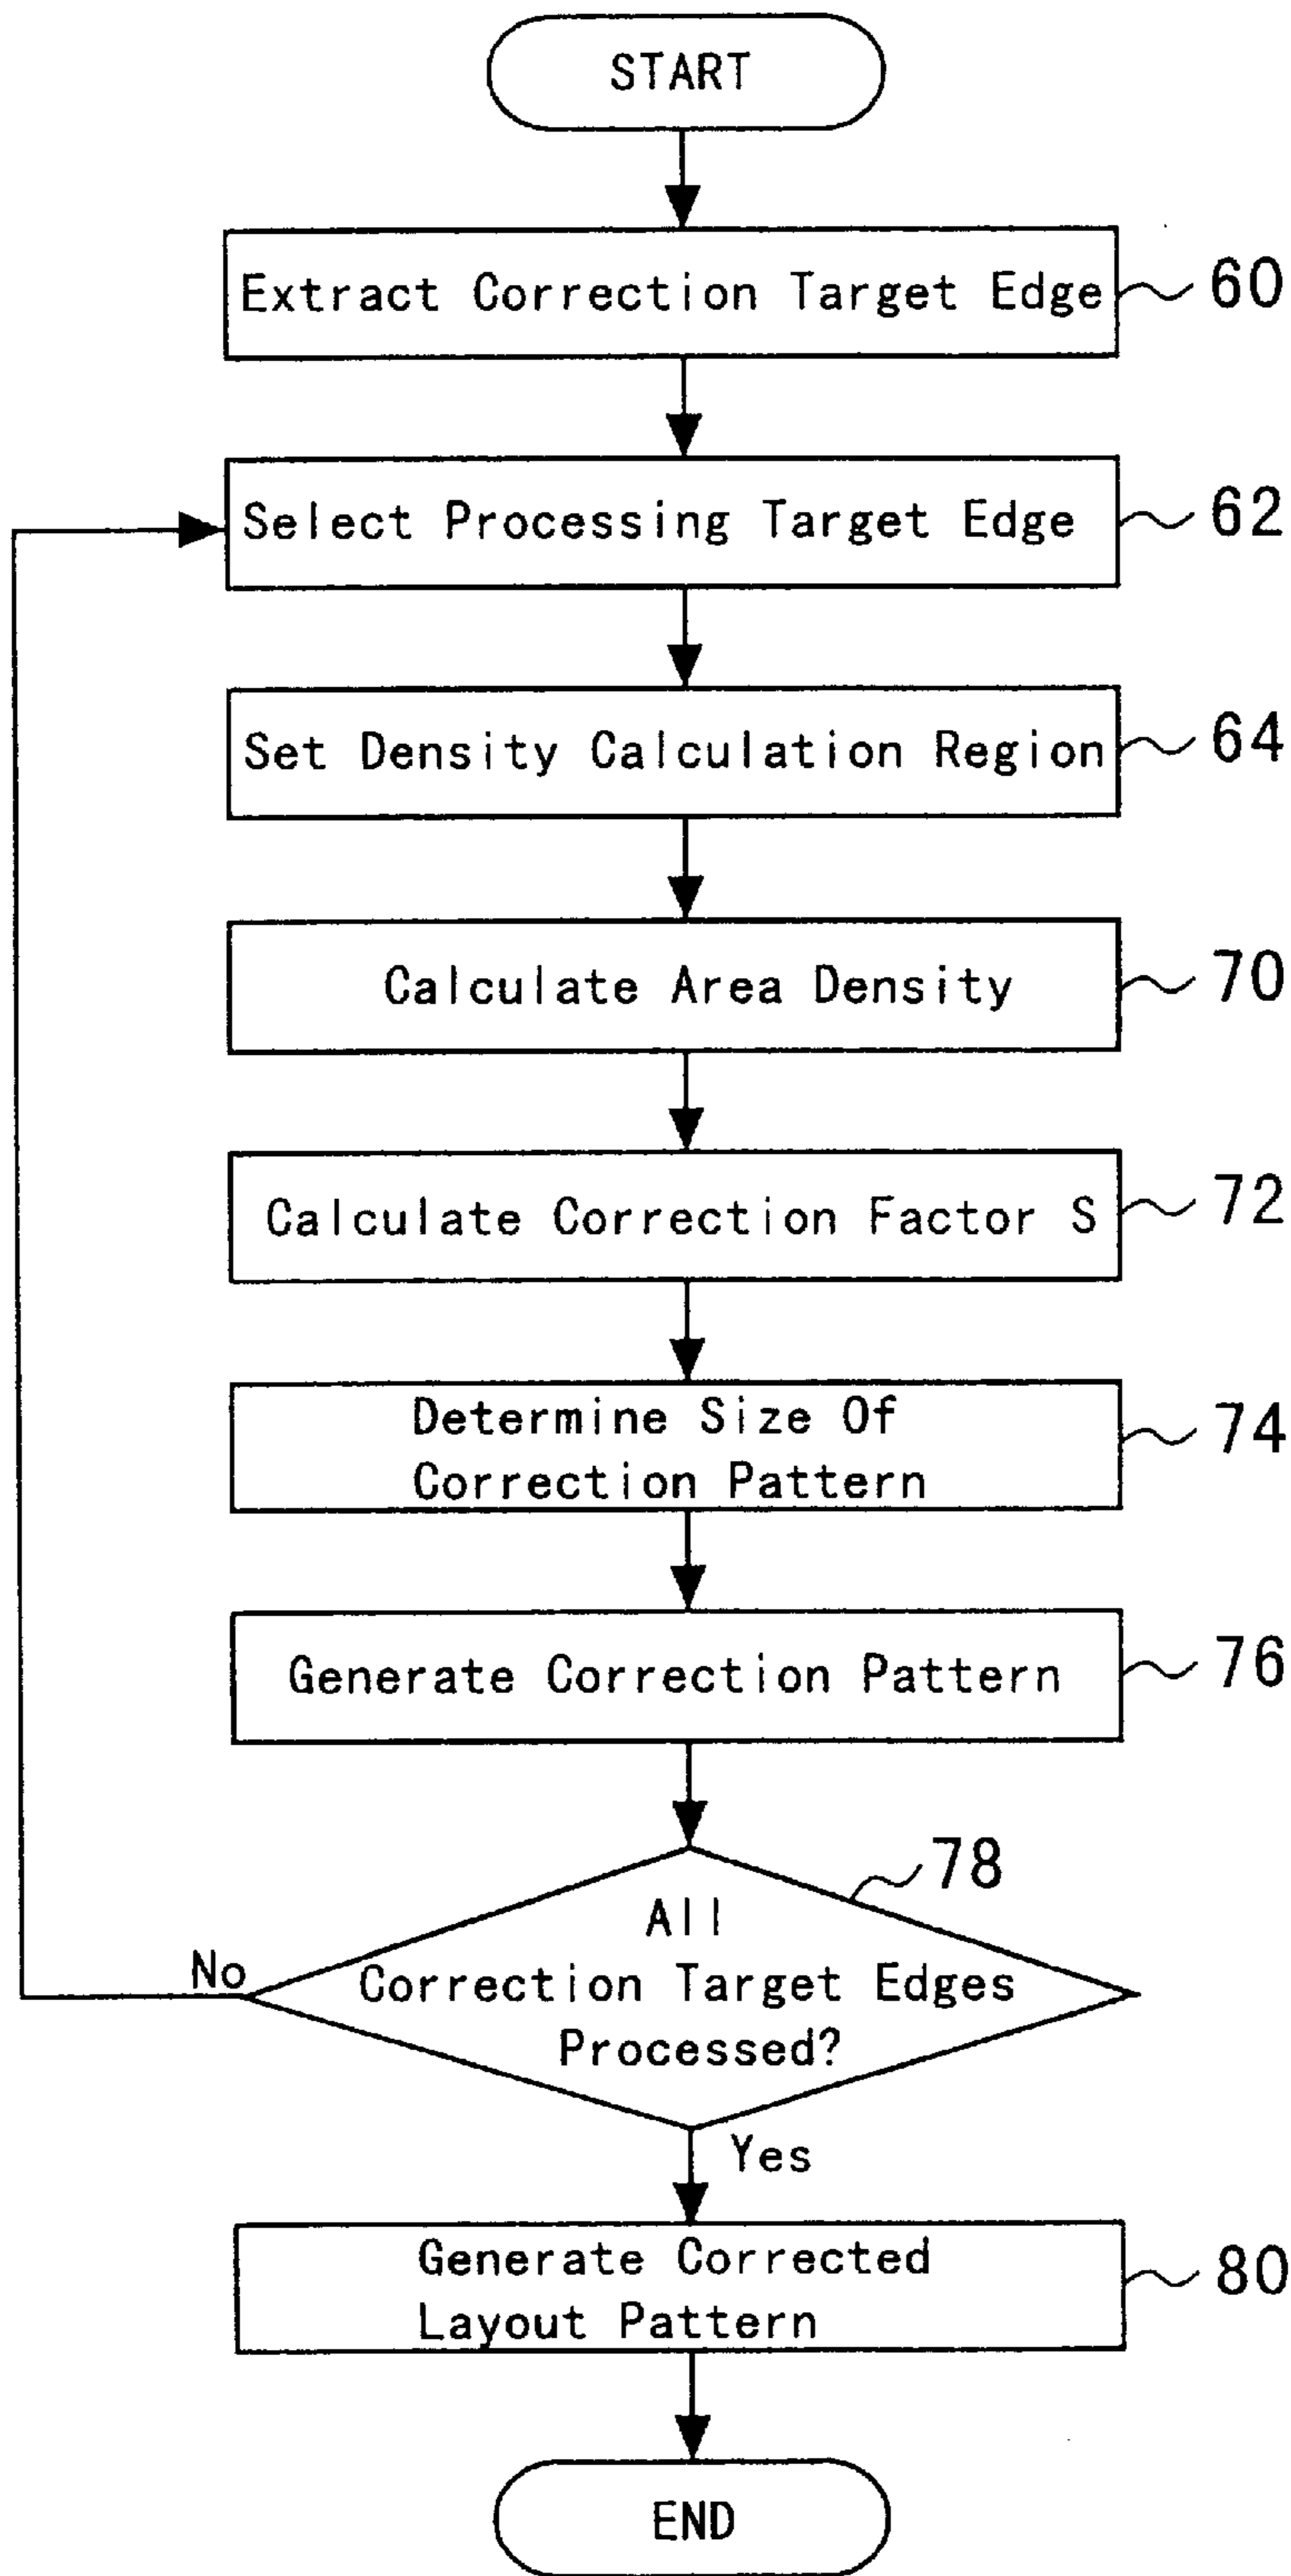 START
Extract Correction Target Edge 60
Select Processing Target Edge 62
Set Density Calculation Region 64
Calculate Area Density 70
Calculate Correction Factor S 72
Determine Size Of
Correction Pattern 74
Generate Correction Pattern 76
78
All
Correction Target Edges
Processed?
No
Yes
Generate Corrected
Layout Pattern 80
END